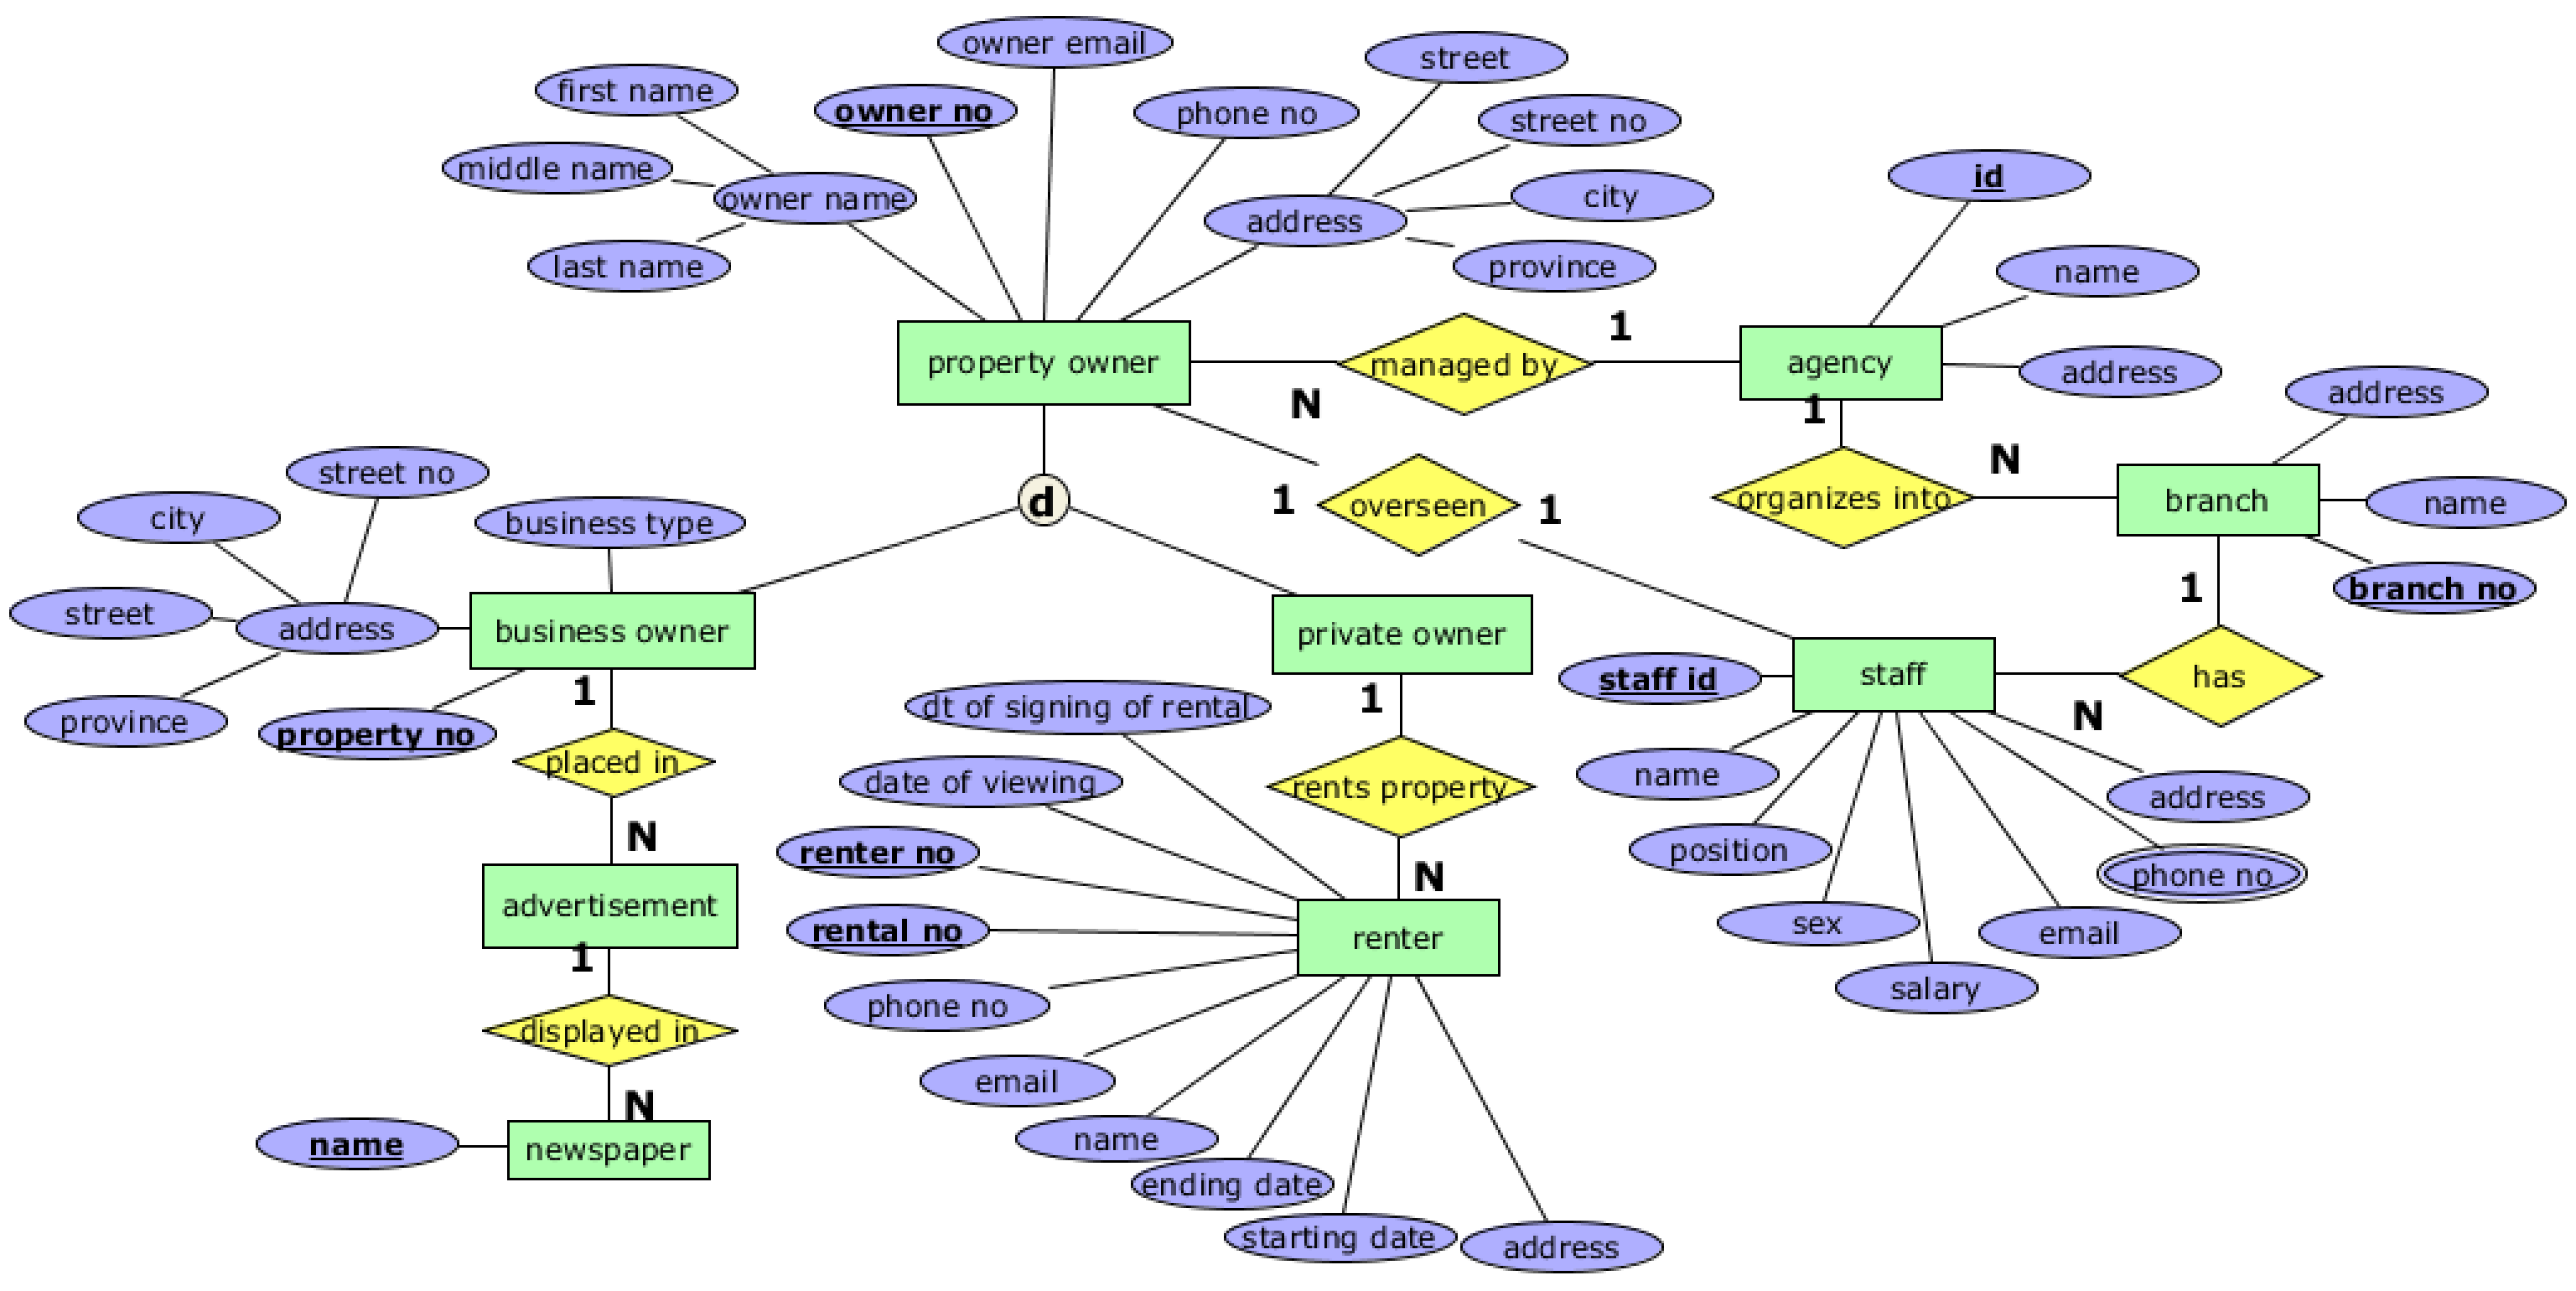 owner email
street
first name
owner no
phone no
street no
middle name
owner name
city
id
address
last name
province
name
property owner
managed by
1
agency
address
N
1
address
street no
organizes into
N
branch
name
city
business type
d
1
overseen
1
street
address
business owner
private owner
1
branch no
province
property no
1
placed in
dt of signing of rental
1
staff id
staff
has
N
date of viewing
rents property
name
address
N
renter no
N
position
phone no
advertisement
rental no
renter
sex
email
1
phone no
salary
displayed in
email
N
name
newspaper
name
ending date
starting date
address